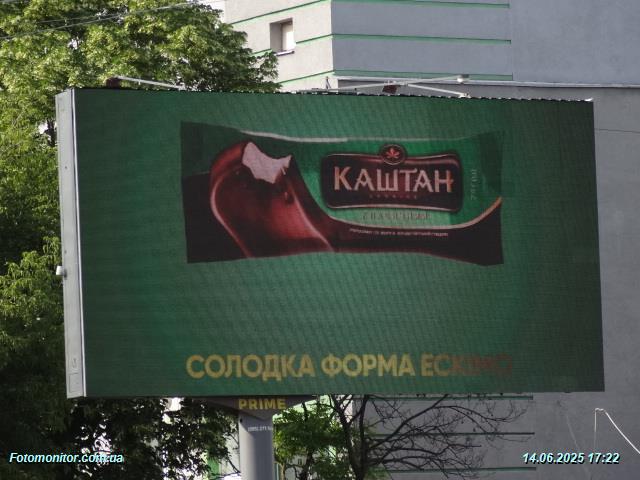 КАШТАН
СОЛОДКА ФОРМА ЕСКІМО
PRIME
Fotomonitor.com.ua
14.06.2025 17:22